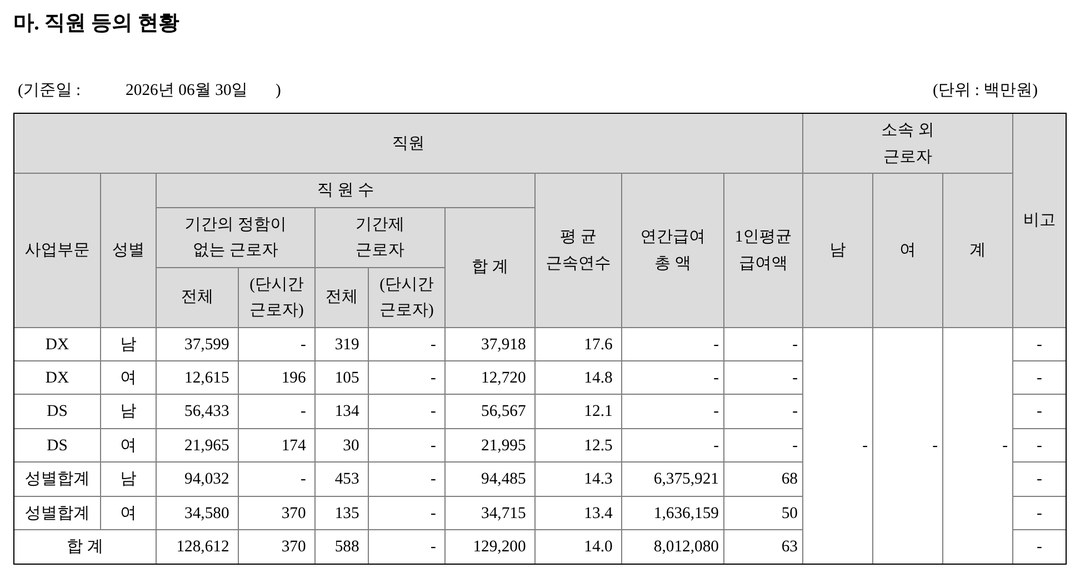 마. 직원 등의 현황
(기준일 : 2026년 06월 30일 ) (단위 : 백만원)
직원 소속 외 근로자 비고
사업부문 성별 직 원 수 평 균 근속연수 연간급여 총 액 1인평균 급여액 남 여 계
기간의 정함이 없는 근로자 기간제 근로자 합 계
전체 (단시간 근로자) 전체 (단시간 근로자)
DX 남 37,599 - 319 - 37,918 17.6 - - - - - -
DX 여 12,615 196 105 - 12,720 14.8 - - -
DS 남 56,433 - 134 - 56,567 12.1 - - -
DS 여 21,965 174 30 - 21,995 12.5 - - -
성별합계 남 94,032 - 453 - 94,485 14.3 6,375,921 68 -
성별합계 여 34,580 370 135 - 34,715 13.4 1,636,159 50 -
합 계 128,612 370 588 - 129,200 14.0 8,012,080 63 -